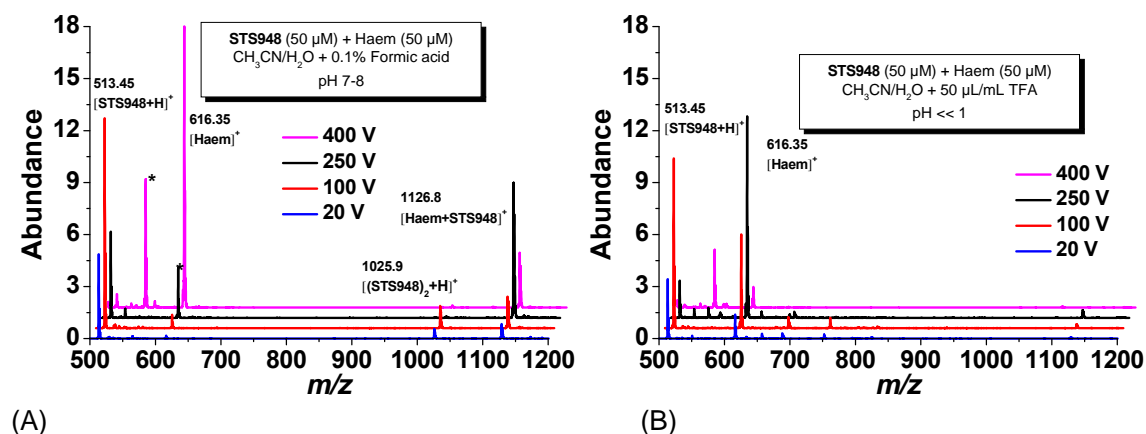 18
15
12
9
6
3
0
Abundance
500 600 700 800 900 1000 1100 1200
m/z
STS948 (50 µM) + Haem (50 µM)
CH₃CN/H₂O + 0.1% Formic acid
pH 7-8
513.45
[STS948+H]⁺
616.35
[Haem]⁺
*
*
400 V
250 V
100 V
20 V
1126.8
[Haem+STS948]⁺
1025.9
[(STS948)₂+H]⁺
(A)
18
15
12
9
6
3
0
Abundance
500 600 700 800 900 1000 1100 1200
m/z
STS948 (50 µM) + Haem (50 µM)
CH₃CN/H₂O + 50 µL/mL TFA
pH << 1
513.45
[STS948+H]⁺
616.35
[Haem]⁺
400 V
250 V
100 V
20 V
(B)